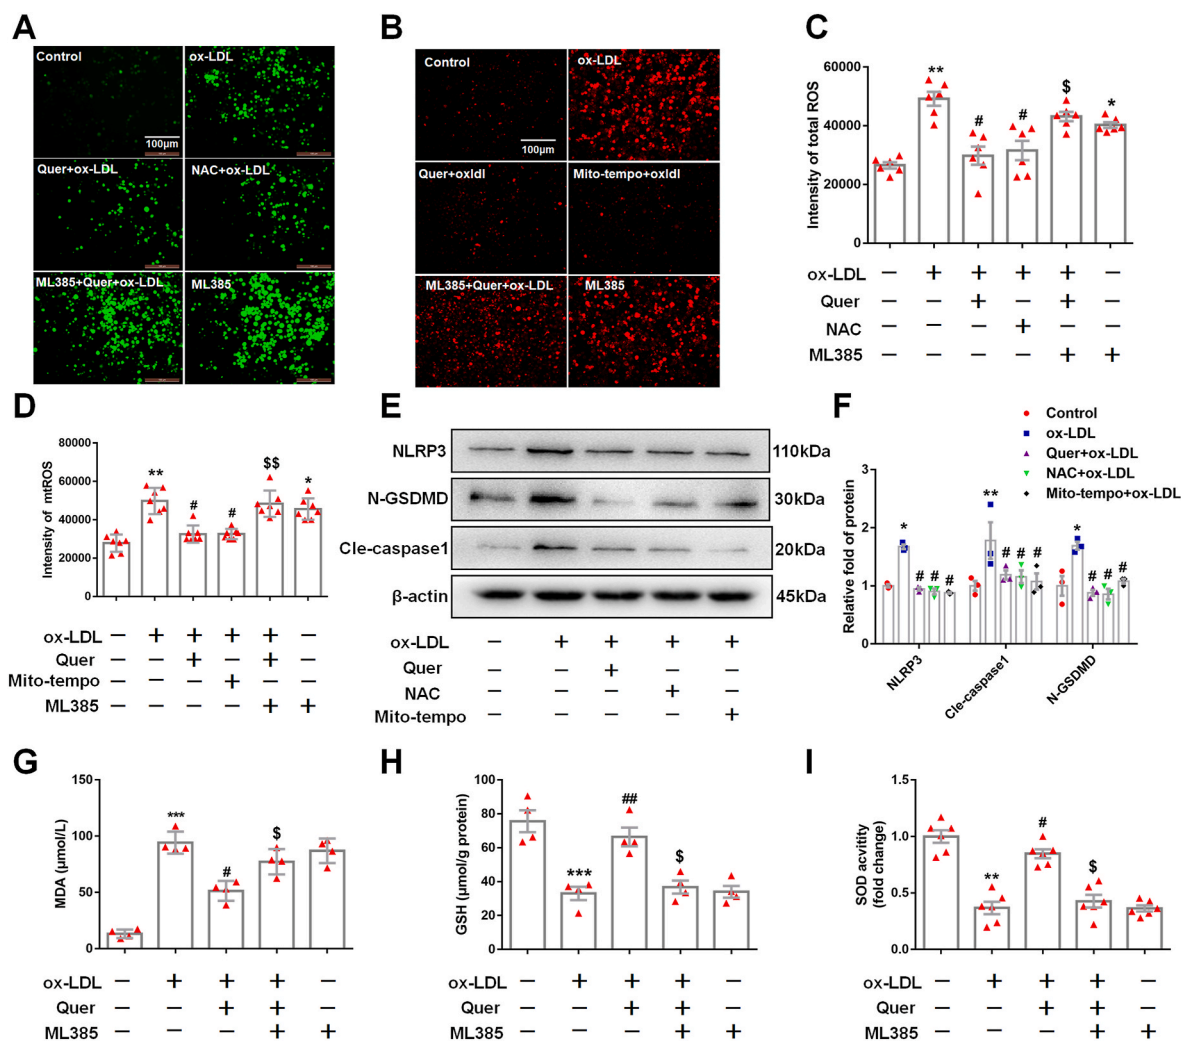 A
Control
ox-LDL
100μm
Quer+ox-LDL
NAC+ox-LDL
ML385+Quer+ox-LDL
ML385
B
Control
ox-LDL
100μm
Quer+oxldl
Mito-tempo+oxldl
ML385+Quer+ox-LDL
ML385
C
Intensity of total ROS
60000
40000
20000
0
**
#
#
$
*
ox-LDL − + + + + −
Quer − − + − + −
NAC − − − + − −
ML385 − − − − + +
D
Intensity of mtROS
80000
60000
40000
20000
0
**
#
#
$$
*
ox-LDL − + + + + −
Quer − − + − + −
Mito-tempo − − − + − −
ML385 − − − − + +
E
NLRP3 110kDa
N-GSDMD 30kDa
Cle-caspase1 20kDa
β-actin 45kDa
ox-LDL − + + + +
Quer − − + − −
NAC − − − + −
Mito-tempo − − − − +
F
Control
ox-LDL
Quer+ox-LDL
NAC+ox-LDL
Mito-tempo+ox-LDL
Relative fold of protein
3
2
1
0
* # # #
** # # #
* # # #
NLRP3
Cle-caspase1
N-GSDMD
G
MDA (μmol/L)
150
100
50
0
***
#
$
ox-LDL − + + + −
Quer − − + + −
ML385 − − − + +
H
GSH (μmol/g protein)
100
80
60
40
20
0
***
##
$
ox-LDL − + + + −
Quer − − + + −
ML385 − − − + +
I
SOD acvitity
(fold change)
1.5
1.0
0.5
0.0
**
#
$
ox-LDL − + + + −
Quer − − + + −
ML385 − − − + +